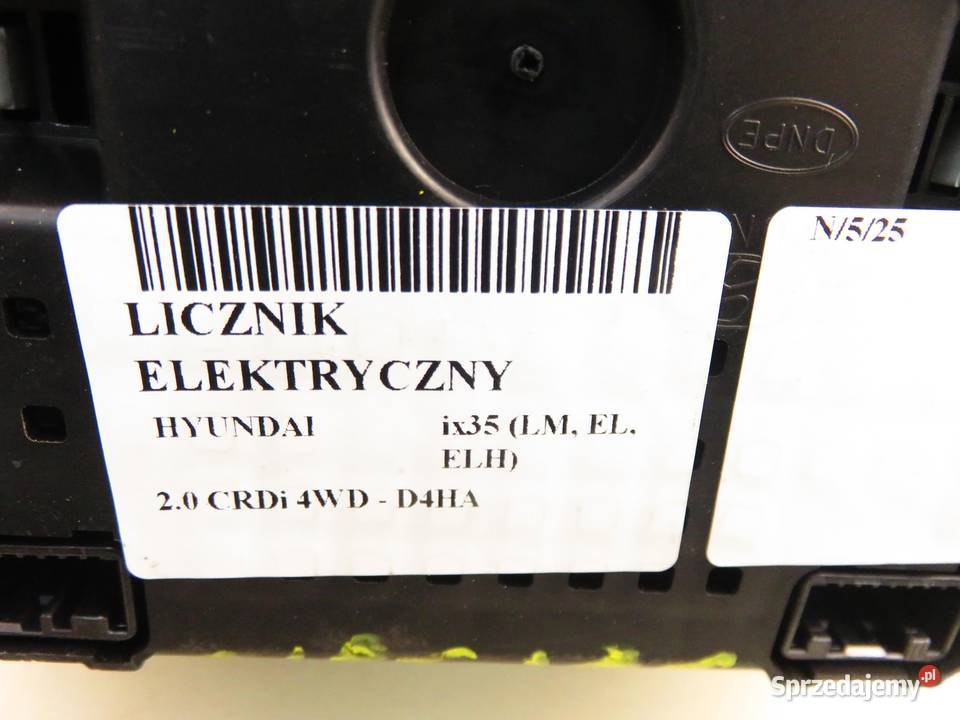 DNPE
N/5/25
LICZNIK
ELEKTRYCZNY
HYUNDAI ix35 (LM, EL,
ELH)
2.0 CRDi 4WD - D4HA
Sprzedajemy.pl